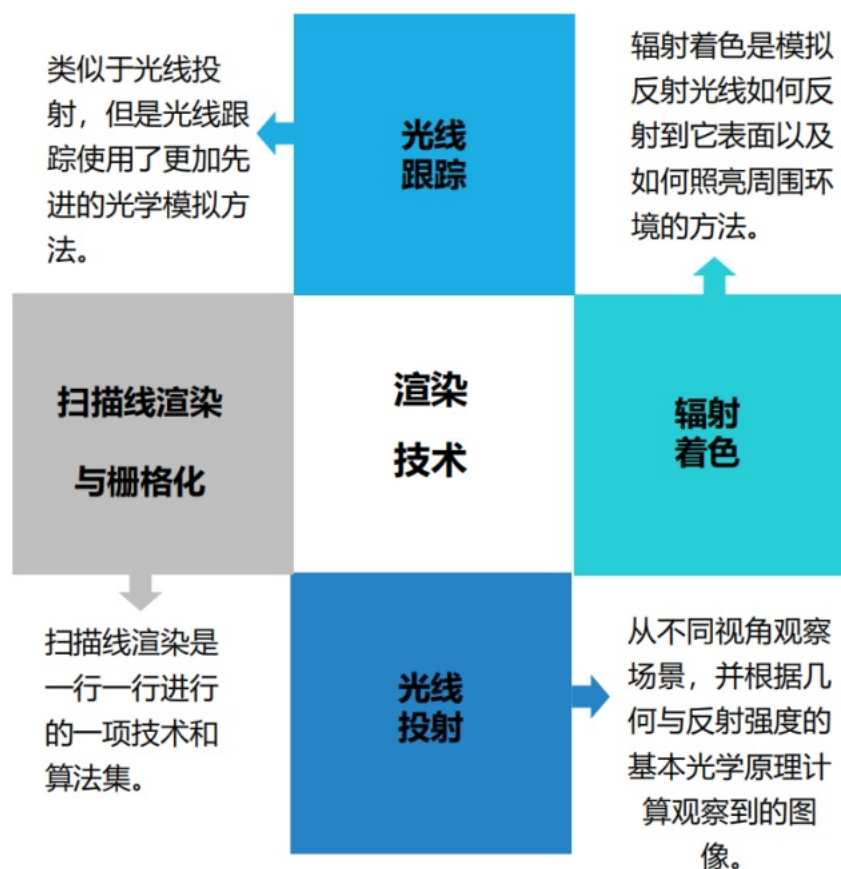 类似于光线投
射，但是光线跟
踪使用了更加先
进的光学模拟方
法。
光线
跟踪
辐射着色是模拟
反射光线如何反
射到它表面以及
如何照亮周围环
境的方法。
扫描线渲染
与栅格化
渲染
技术
辐射
着色
扫描线渲染是
一行一行进行
的一项技术和
算法集。
光线
投射
从不同视角观察
场景，并根据几
何与反射强度的
基本光学原理计
算观察到的图
像。